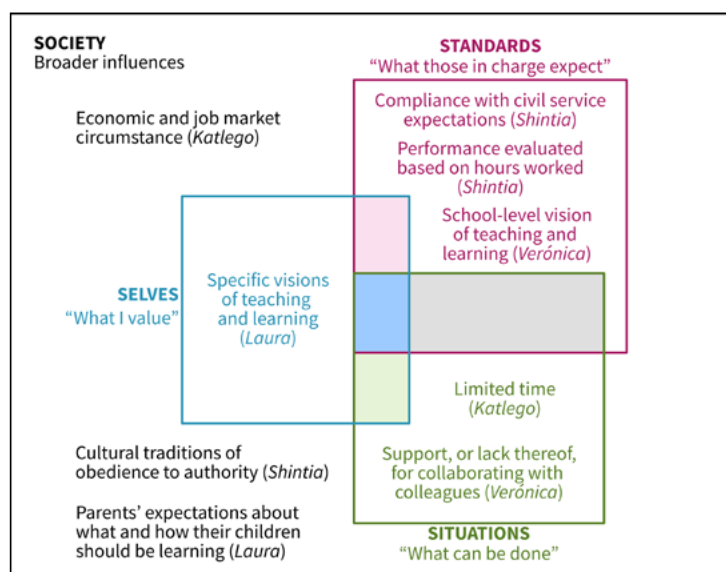 SOCIETY
Broader influences
Economic and job market
circumstance (Katlego)
STANDARDS
“What those in charge expect”
Compliance with civil service
expectations (Shintia)
Performance evaluated
based on hours worked
(Shintia)
School-level vision
of teaching and
learning (Verónica)
SELVES
“What I value”
Specific visions
of teaching
and learning
(Laura)
Limited time
(Katlego)
Support, or lack thereof,
for collaborating with
colleagues (Verónica)
SITUATIONS
“What can be done”
Cultural traditions of
obedience to authority (Shintia)
Parents’ expectations about
what and how their children
should be learning (Laura)